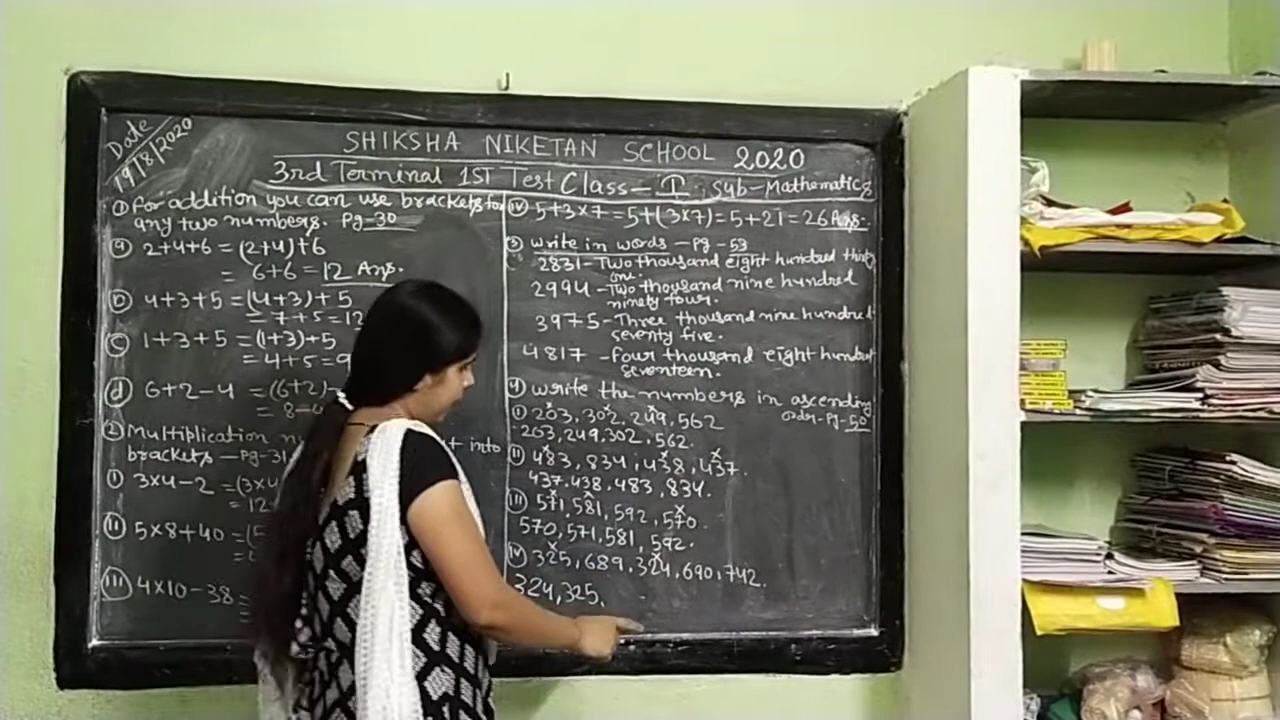 Date
19/8/2020
SHIKSHA NIKETAN SCHOOL 2020
3rd Terminal 1ST Test Class-I, Sub-Mathematics
① For addition you can use brackets for
any two numbers. Pg-30
ⓐ 2+4+6 = (2+4)+6
= 6+6 = 12 Ans.
ⓑ 4+3+5 = (4+3)+5
= 7+5 = 12
ⓒ 1+3+5 = (1+3)+5
= 4+5 = 9
ⓓ 6+2-4 = (6+2)-
= 8-4
② Multiplication
into
brackets - Pg-31
ⓘ 3×4-2 = (3×4
= 12
ⓘⓘ 5×8+40 = (5
ⓘⓘⓘ 4×10-38 =
ⓘⓥ 5+3×7 = 5+(3×7) = 5+21 = 26 Ans.
③ write in words - Pg-53
2831 - Two thousand eight hundred thirty
one.
2994 - Two thousand nine hundred
ninety four.
3975 - Three thousand nine hundred
seventy five.
4817 - four thousand eight hundred
seventeen.
4) write the numbers in ascending
order-Pg-50
ⓘ 203, 302, 249, 562
203, 249, 302, 562.
ⓘⓘ 483, 834, 438, 437.
437, 438, 483, 834.
ⓘⓘⓘ 571, 581, 592, 570.
570, 571, 581, 592.
ⓘⓥ 325, 689, 324, 690, 742.
324, 325,